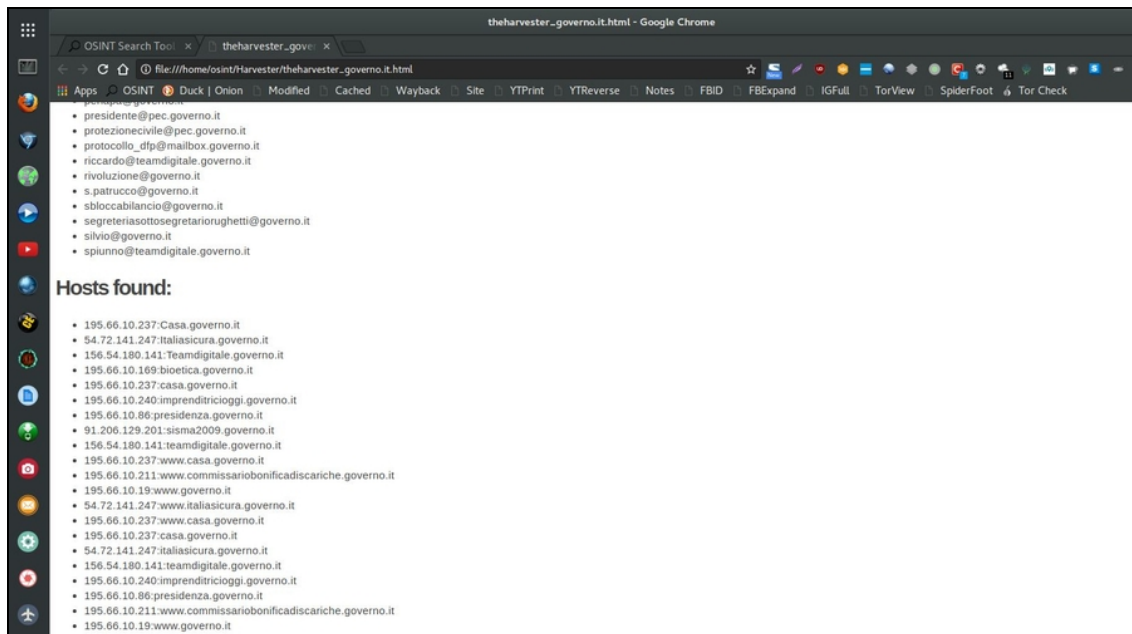 theharvester_governo.it.html - Google Chrome
OSINT Search Tool × theharvester_gover ×
file:///home/osint/Harvester/theharvester_governo.it.html
Apps OSINT Duck | Onion Modified Cached Wayback Site YTPrint YTReverse Notes FBID FBExpand IGFull TorView SpiderFoot Tor Check
presidente@pec.governo.it
protezionecivile@pec.governo.it
protocollo_dfp@mailbox.governo.it
riccardo@teamdigitale.governo.it
rivoluzione@governo.it
s.patrucco@governo.it
sbloccabilancio@governo.it
segreteriasottosegretariorughetti@governo.it
silvio@governo.it
spiunno@teamdigitale.governo.it
Hosts found:
195.66.10.237:Casa.governo.it
54.72.141.247:Italiasicura.governo.it
156.54.180.141:Teamdigitale.governo.it
195.66.10.169:bioetica.governo.it
195.66.10.237:casa.governo.it
195.66.10.240:imprenditricioggi.governo.it
195.66.10.86:presidenza.governo.it
91.206.129.201:sisma2009.governo.it
156.54.180.141:teamdigitale.governo.it
195.66.10.237:www.casa.governo.it
195.66.10.211:www.commissariobonificadiscariche.governo.it
195.66.10.19:www.governo.it
54.72.141.247:www.italiasicura.governo.it
195.66.10.237:www.casa.governo.it
195.66.10.237:casa.governo.it
54.72.141.247:italiasicura.governo.it
156.54.180.141:teamdigitale.governo.it
195.66.10.240:imprenditricioggi.governo.it
195.66.10.86:presidenza.governo.it
195.66.10.211:www.commissariobonificadiscariche.governo.it
195.66.10.19:www.governo.it